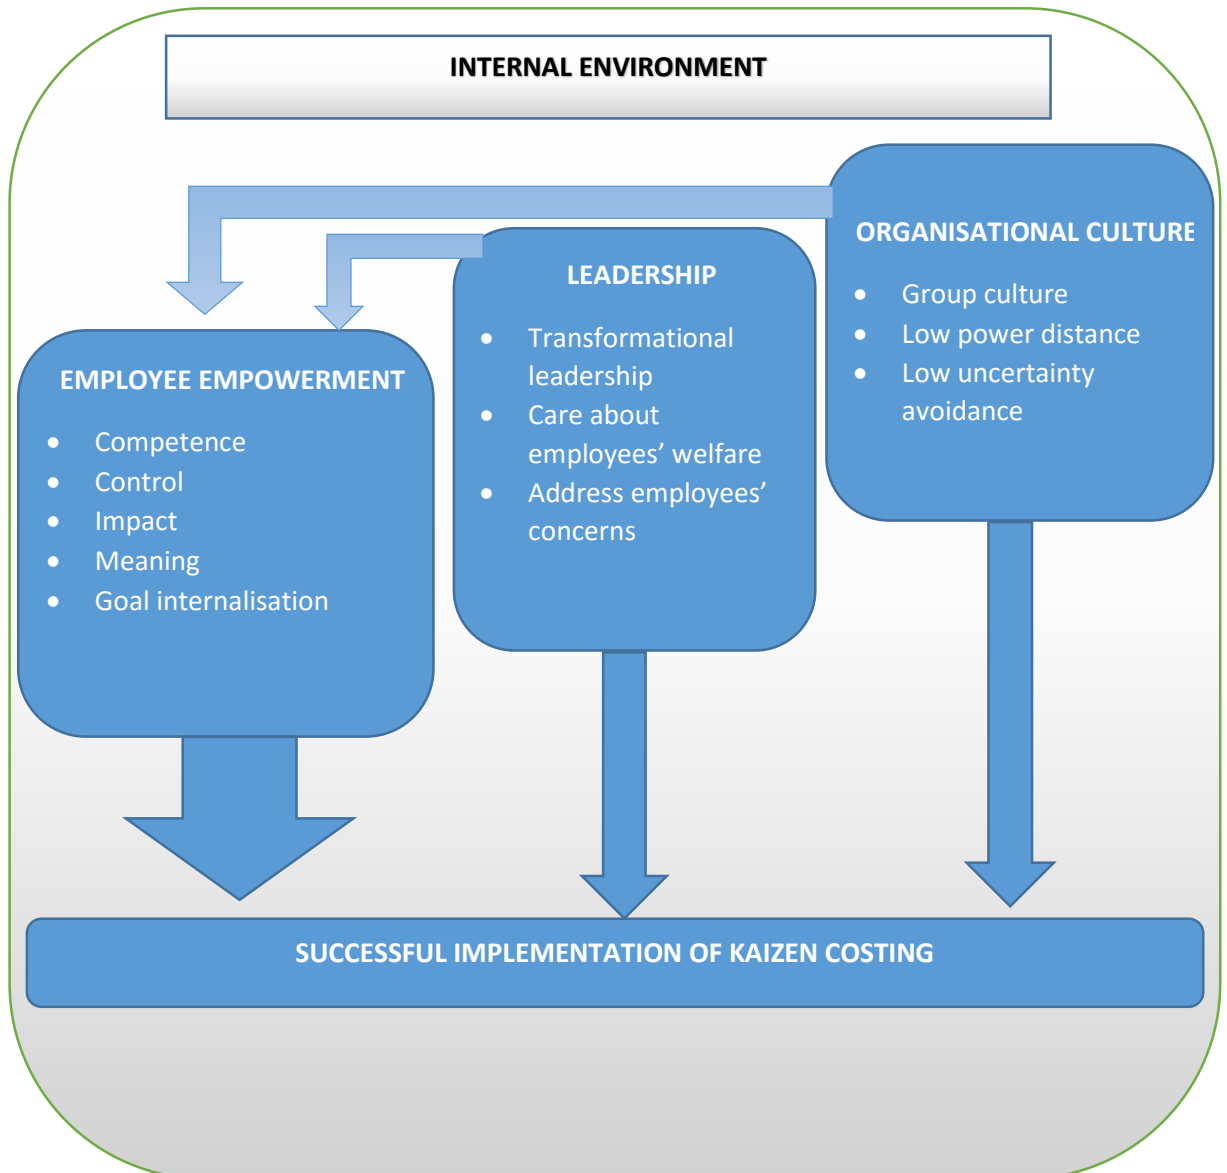 INTERNAL ENVIRONMENT
ORGANISATIONAL CULTURE
• Group culture
• Low power distance
• Low uncertainty
avoidance
LEADERSHIP
• Transformational
leadership
• Care about
employees’ welfare
• Address employees’
concerns
EMPLOYEE EMPOWERMENT
• Competence
• Control
• Impact
• Meaning
• Goal internalisation
SUCCESSFUL IMPLEMENTATION OF KAIZEN COSTING